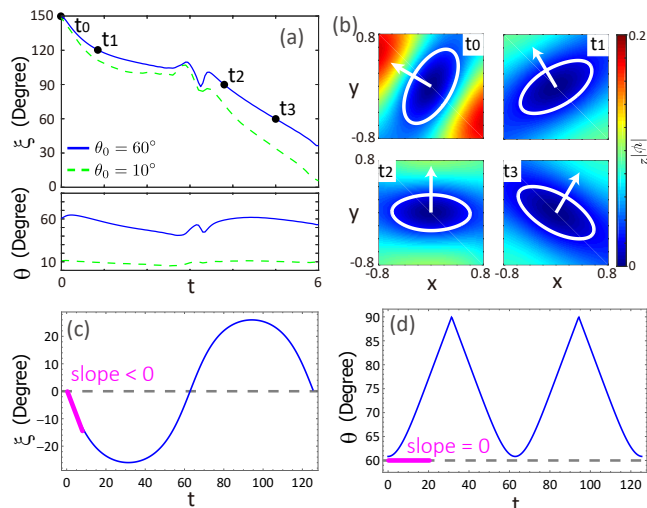 (a)
ξ (Degree)
150
120
90
60
30
0
t0
t1
t2
t3
θ₀ = 60°
θ₀ = 10°
θ (Degree)
60
0
0
2
4
6
t
(b)
t0
t1
t2
t3
y
0.8
-0.8
y
0.8
-0.8
-0.8
x
0.8
-0.8
x
0.8
0.2
|ψ|²
0
(c)
ξ (Degree)
20
10
0
-10
-20
slope < 0
0
20
40
60
80
100
120
t
(d)
θ (Degree)
90
85
80
75
70
65
60
slope = 0
0
20
40
60
80
100
120
t